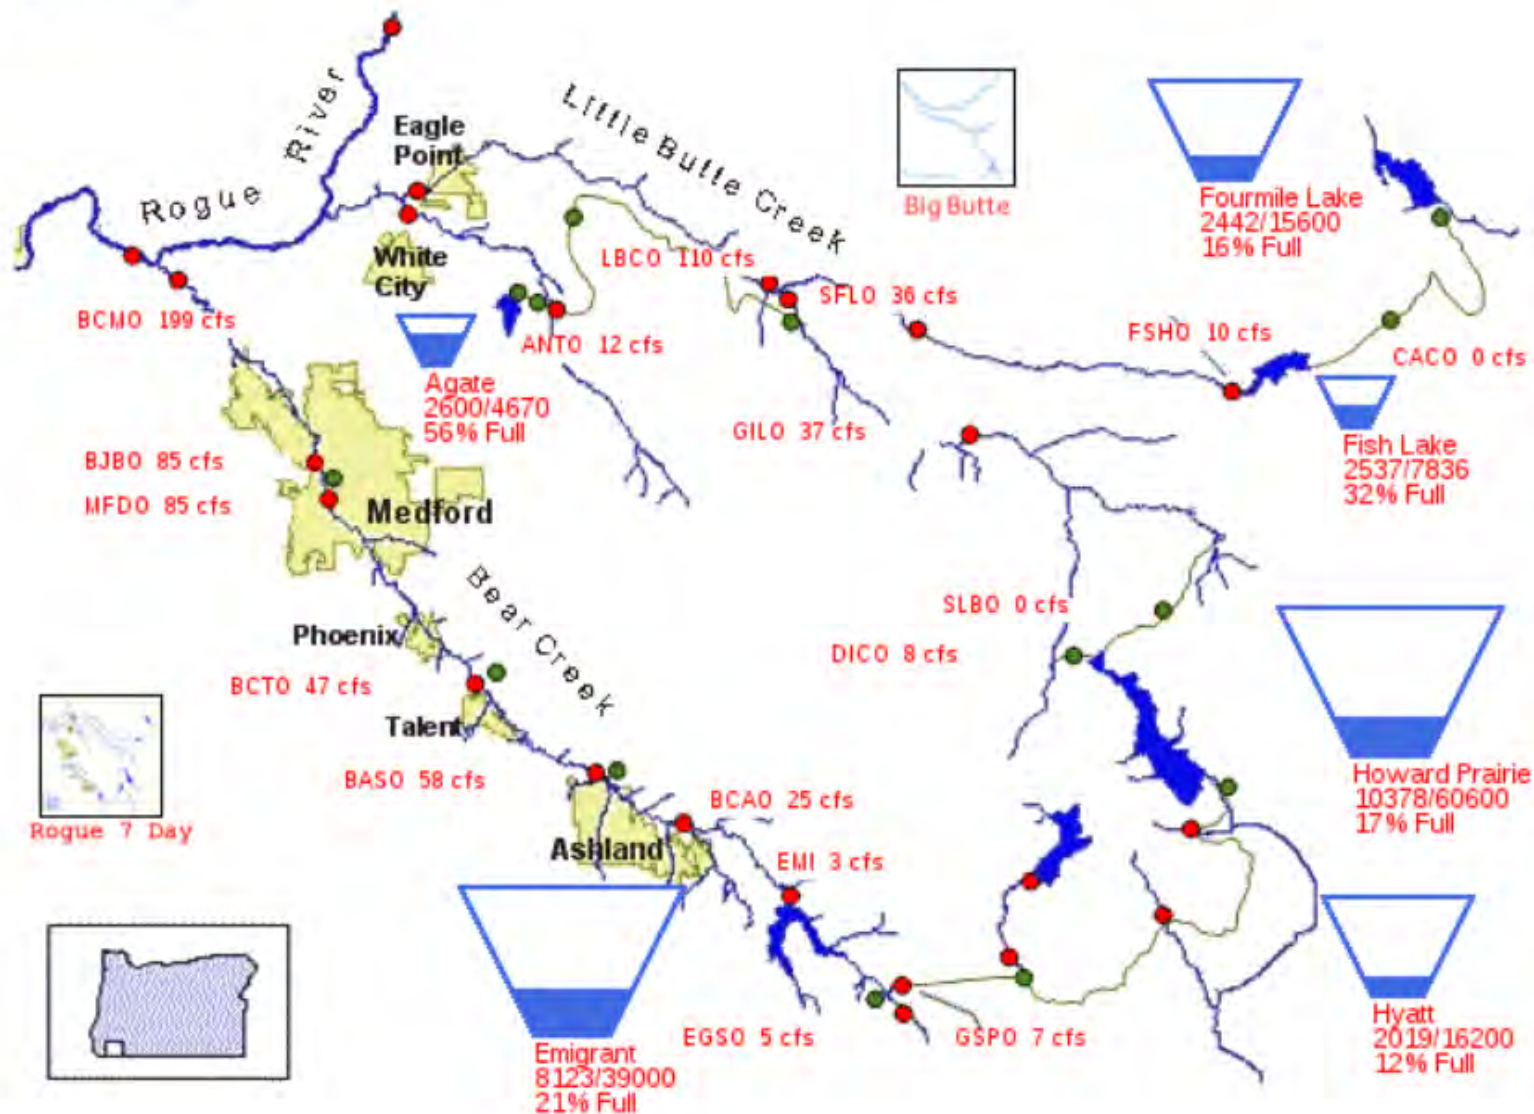 Rogue River
Eagle
Point
Little Butte Creek
Big Butte
Fourmile Lake
2442/15600
16% Full
White
City
LBCO 110 cfs
SFLO 36 cfs
FSHO 10 cfs
CACO 0 cfs
BCMO 199 cfs
ANTO 12 cfs
Agate
2600/4670
56% Full
GILO 37 cfs
Fish Lake
2537/7836
32% Full
BJBO 85 cfs
MFDO 85 cfs
Medford
Bear Creek
SLBO 0 cfs
DICO 8 cfs
Phoenix
BCTO 47 cfs
Talent
Howard Prairie
10378/60600
17% Full
BASO 58 cfs
BCAO 25 cfs
Rogue 7 Day
Ashland
EMI 3 cfs
EGSO 5 cfs
GSPO 7 cfs
Hyatt
2019/16200
12% Full
Emigrant
8123/39000
21% Full